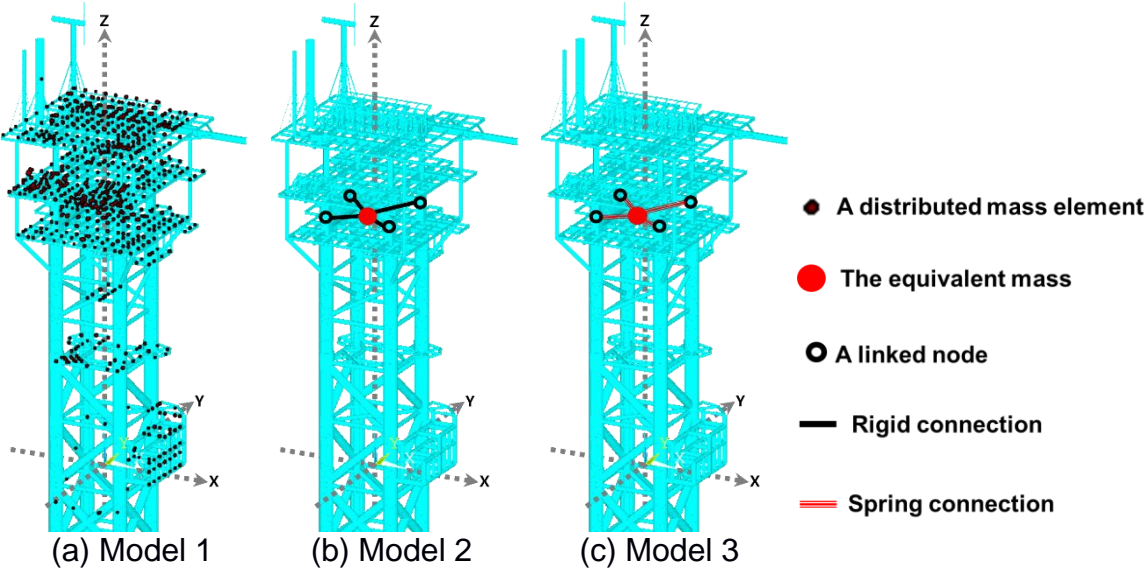 Z
Z
Z
A distributed mass element
The equivalent mass
A linked node
Y
Y
Y
Rigid connection
Y
X
Y
X
Y
X
X
X
X
Spring connection
(a) Model 1
(b) Model 2
(c) Model 3